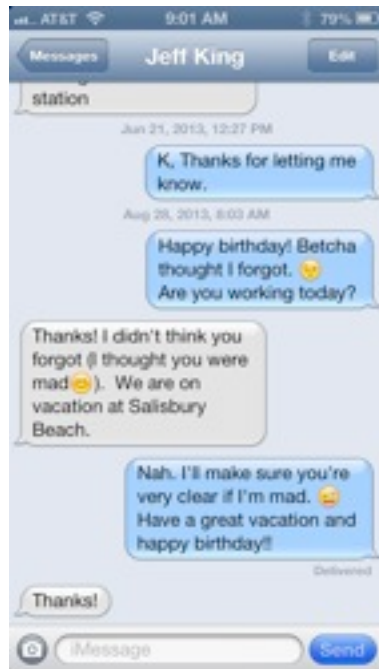 AT&T 9:01 AM 79%
Messages Jeff King Edit
station
Jun 21, 2013, 12:27 PM
K, Thanks for letting me
know.
Aug 28, 2013, 8:03 AM
Happy birthday! Betcha
thought I forgot. 😉
Are you working today?
Thanks! I didn't think you
forgot (I thought you were
mad😊). We are on
vacation at Salisbury
Beach.
Nah. I'll make sure you're
very clear if I'm mad. 😜
Have a great vacation and
happy birthday!!
Delivered
Thanks!
iMessage Send